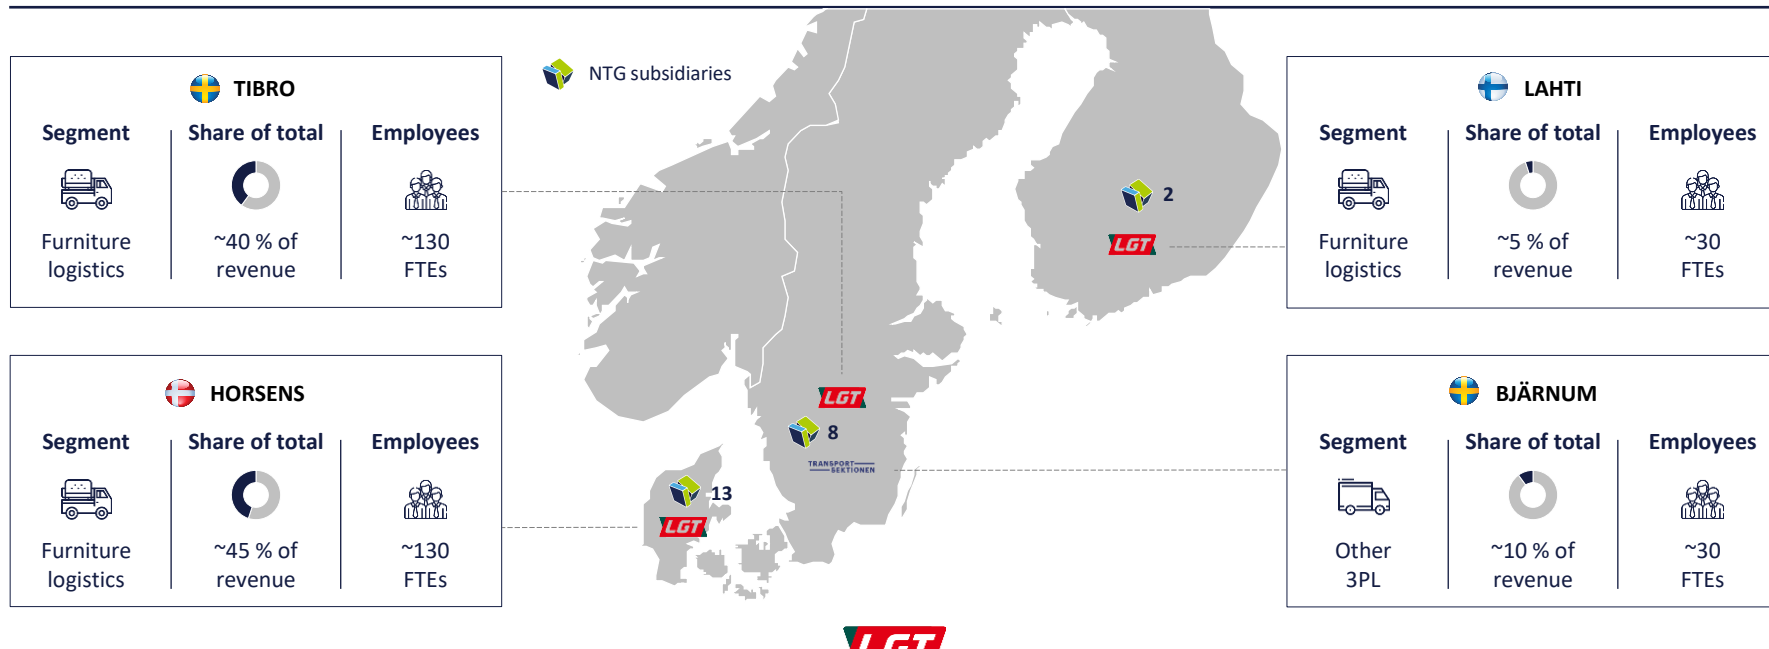 NTG subsidiaries
TIBRO
Segment
Share of total
Employees
Furniture
logistics
~40 % of
revenue
~130
FTEs
HORSENS
Segment
Share of total
Employees
Furniture
logistics
~45 % of
revenue
~130
FTEs
2
LGT
LGT
8
TRANSPORT
SEKTIONEN
13
LGT
LAHTI
Segment
Share of total
Employees
Furniture
logistics
~5 % of
revenue
~30
FTEs
BJÄRNUM
Segment
Share of total
Employees
Other
3PL
~10 % of
revenue
~30
FTEs
LGT